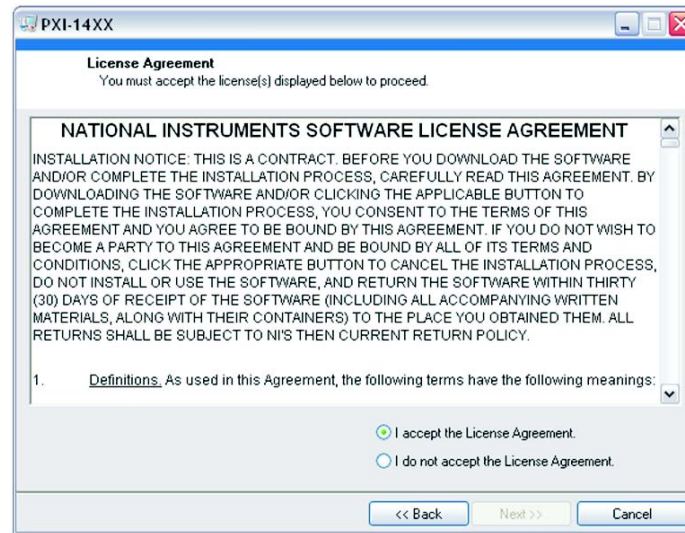 PXI-14XX
License Agreement
You must accept the license(s) displayed below to proceed.
NATIONAL INSTRUMENTS SOFTWARE LICENSE AGREEMENT
INSTALLATION NOTICE: THIS IS A CONTRACT. BEFORE YOU DOWNLOAD THE SOFTWARE
AND/OR COMPLETE THE INSTALLATION PROCESS, CAREFULLY READ THIS AGREEMENT. BY
DOWNLOADING THE SOFTWARE AND/OR CLICKING THE APPLICABLE BUTTON TO
COMPLETE THE INSTALLATION PROCESS, YOU CONSENT TO THE TERMS OF THIS
AGREEMENT AND YOU AGREE TO BE BOUND BY THIS AGREEMENT. IF YOU DO NOT WISH TO
BECOME A PARTY TO THIS AGREEMENT AND BE BOUND BY ALL OF ITS TERMS AND
CONDITIONS, CLICK THE APPROPRIATE BUTTON TO CANCEL THE INSTALLATION PROCESS,
DO NOT INSTALL OR USE THE SOFTWARE, AND RETURN THE SOFTWARE WITHIN THIRTY
(30) DAYS OF RECEIPT OF THE SOFTWARE (INCLUDING ALL ACCOMPANYING WRITTEN
MATERIALS, ALONG WITH THEIR CONTAINERS) TO THE PLACE YOU OBTAINED THEM. ALL
RETURNS SHALL BE SUBJECT TO NI'S THEN CURRENT RETURN POLICY.
1. Definitions. As used in this Agreement, the following terms have the following meanings:
I accept the License Agreement.
I do not accept the License Agreement.
<< Back Next >> Cancel